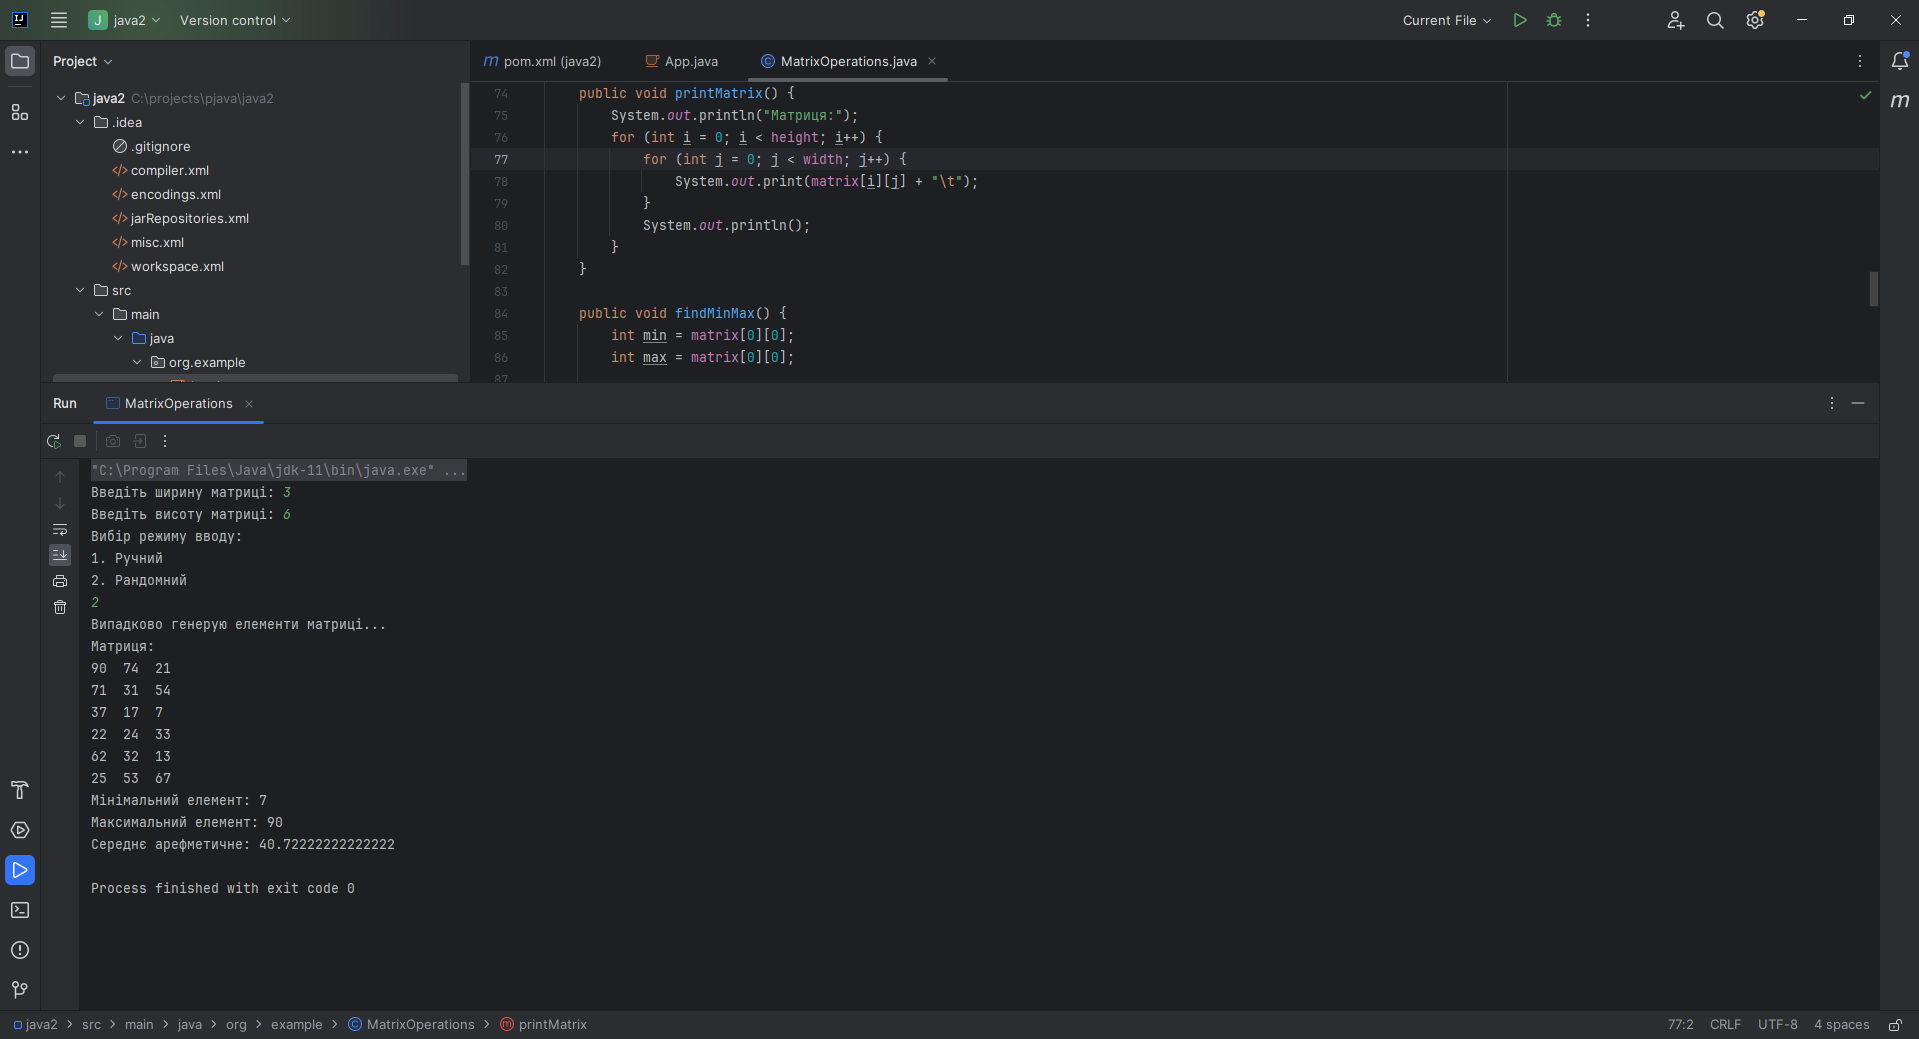 java2
Version control
Current File
Project
pom.xml (java2)
App.java
MatrixOperations.java
java2 C:\projects\pjava\java2
.idea
.gitignore
compiler.xml
encodings.xml
jarRepositories.xml
misc.xml
workspace.xml
src
main
java
org.example
74 public void printMatrix() {
75 System.out.println("Матриця:");
76 for (int i = 0; i < height; i++) {
77 for (int j = 0; j < width; j++) {
78 System.out.print(matrix[i][j] + "\t");
79 }
80 System.out.println();
81 }
82 }
83
84 public void findMinMax() {
85 int min = matrix[0][0];
86 int max = matrix[0][0];
87
Run MatrixOperations
"C:\Program Files\Java\jdk-11\bin\java.exe" ...
Введіть ширину матриці: 3
Введіть висоту матриці: 6
Вибір режиму вводу:
1. Ручний
2. Рандомний
2
Випадково генерую елементи матриці...
Матриця:
90 74 21
71 31 54
37 17 7
22 24 33
62 32 13
25 53 67
Мінімальний елемент: 7
Максимальний елемент: 90
Середнє арефметичне: 40.72222222222222
Process finished with exit code 0
java2 > src > main > java > org > example > MatrixOperations > printMatrix
77:2 CRLF UTF-8 4 spaces